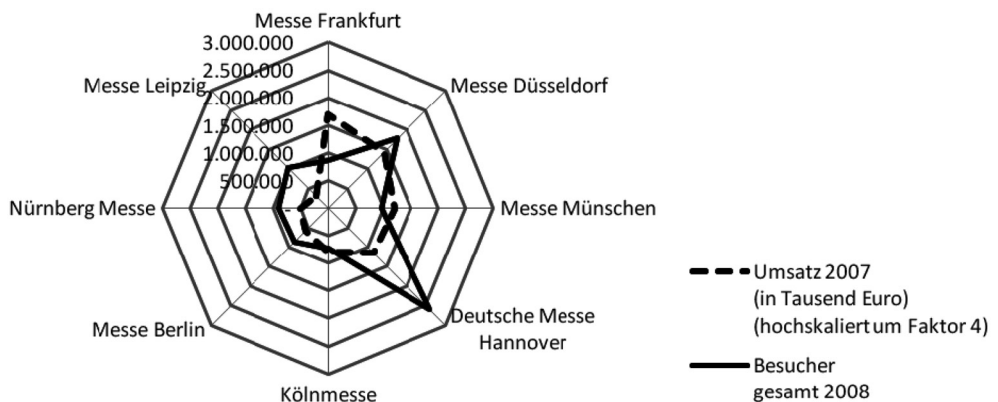 Messe Frankfurt
3.000.000
2.500.000
2.000.000
1.500.000
1.000.000
500.000
-
Messe Düsseldorf
Messe Münschen
Deutsche Messe
Hannover
Kölnmesse
Messe Berlin
Nürnberg Messe
Messe Leipzig
Umsatz 2007
(in Tausend Euro)
(hochskaliert um Faktor 4)
Besucher
gesamt 2008